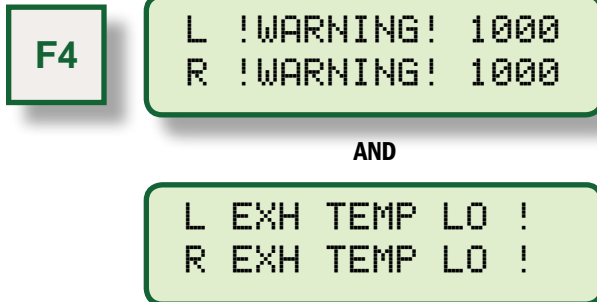 F4
L !WARNING! 1000
R !WARNING! 1000
AND
L EXH TEMP LO !
R EXH TEMP LO !